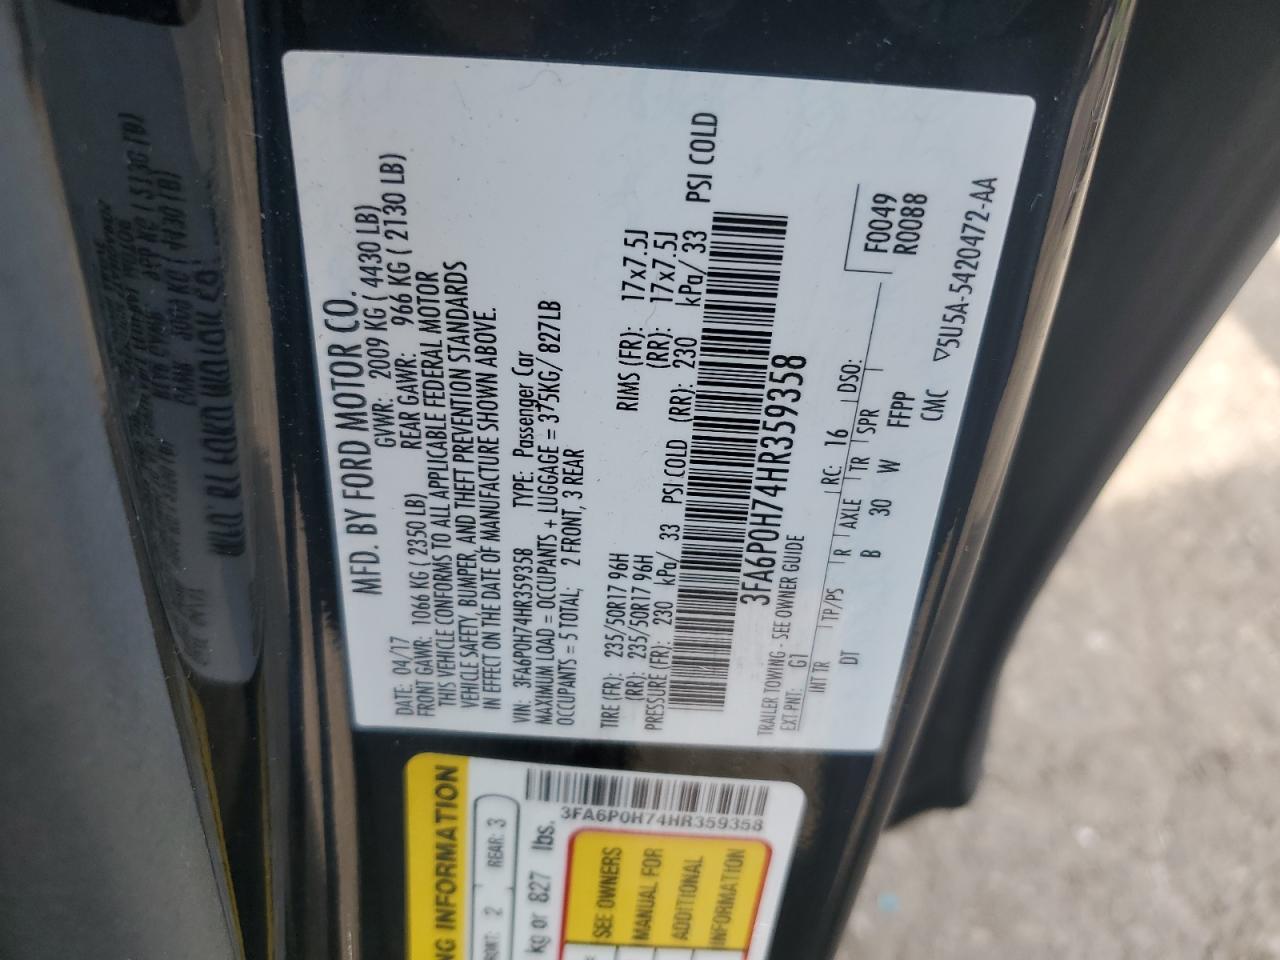 MFD. BY FORD MOTOR CO.
DATE: 04/17 GVWR: 2009 KG ( 4430 LB)
FRONT GAWR: 1066 KG ( 2350 LB) REAR GAWR: 966 KG ( 2130 LB)
THIS VEHICLE CONFORMS TO ALL APPLICABLE FEDERAL MOTOR
VEHICLE SAFETY, BUMPER, AND THEFT PREVENTION STANDARDS
IN EFFECT ON THE DATE OF MANUFACTURE SHOWN ABOVE.
VIN: 3FA6P0H74HR359358 TYPE: Passenger Car
MAXIMUM LOAD = OCCUPANTS + LUGGAGE = 375KG/ 827LB
OCCUPANTS = 5 TOTAL; 2 FRONT, 3 REAR
TIRE (FR): 235/50R17 96H RIMS (FR): 17x7.5J
(RR): 235/50R17 96H (RR): 17x7.5J
PRESSURE (FR): 230 kPa/ 33 PSI COLD (RR): 230 kPa/ 33 PSI COLD
3FA6P0H74HR359358
TRAILER TOWING - SEE OWNER GUIDE
EXT PNT: G1 RC: 16 DSO: F0049
R0088
INT TR TP/PS R AXLE TR SPR
DT B 30 W FFPP
CMC ▽5U5A-5420472-AA
NG INFORMATION
2 REAR: 3
kg or 827 lbs.
3FA6P0H74HR359358
SEE OWNERS
MANUAL FOR
ADDITIONAL
INFORMATION